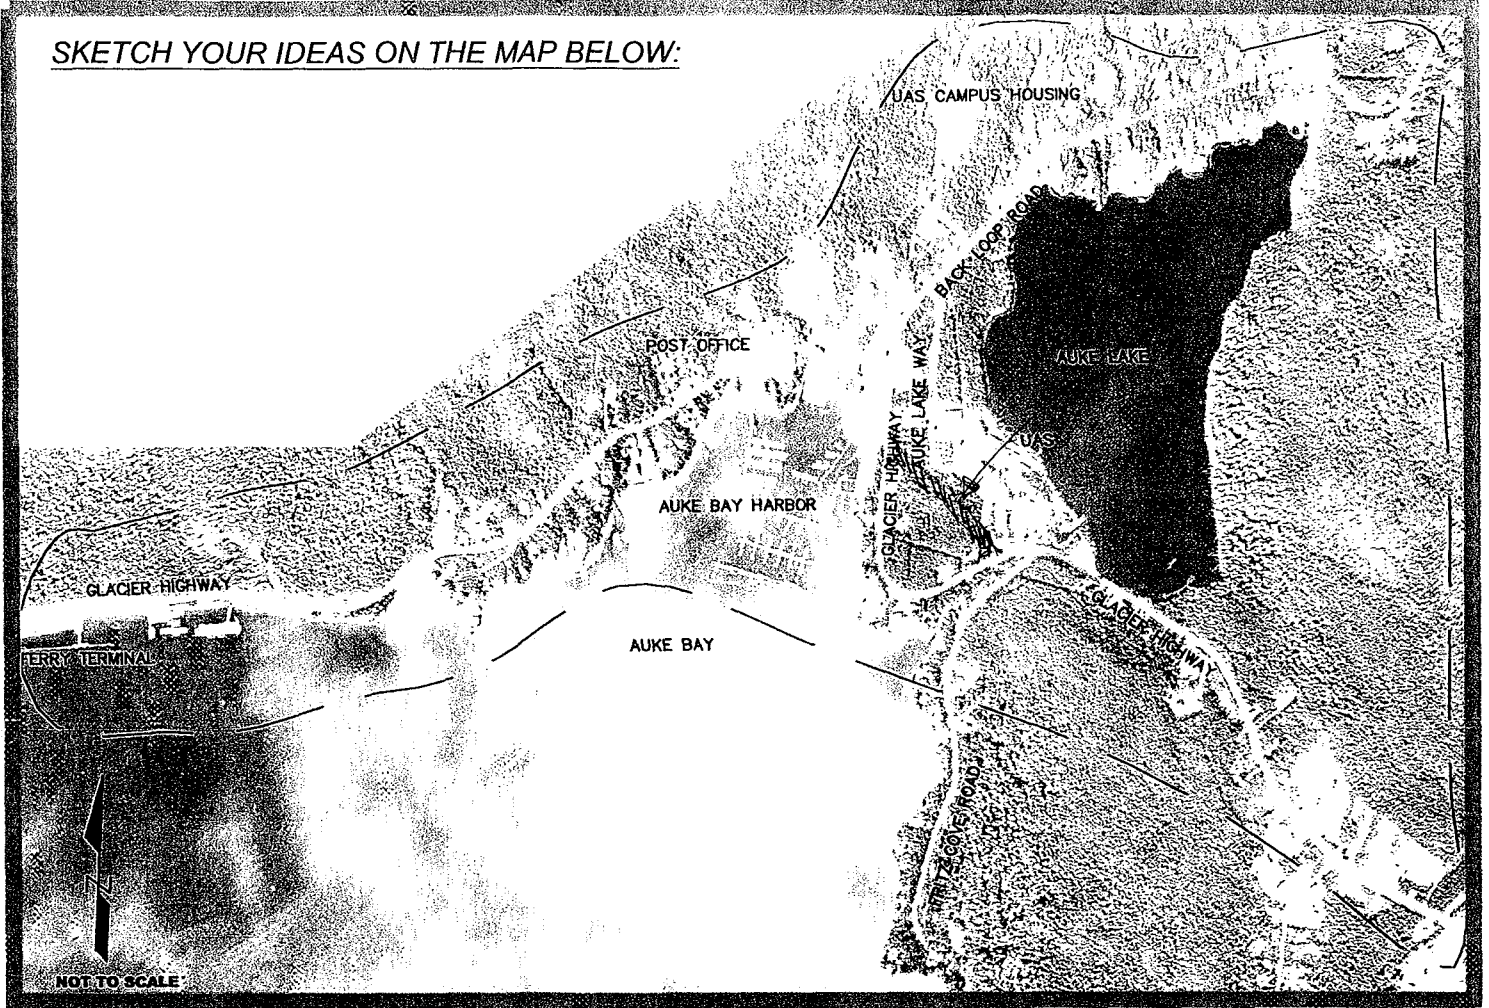 SKETCH YOUR IDEAS ON THE MAP BELOW:
UAS CAMPUS HOUSING
BACK LOOP ROAD
POST OFFICE
AUKE LAKE
AUKE LAKE WAY
GLACIER HIGHWAY
UAS
AUKE BAY HARBOR
GLACIER HIGHWAY
GLACIER HIGHWAY
AUKE BAY
FERRY TERMINAL
FRITZ COVE ROAD
NOT TO SCALE